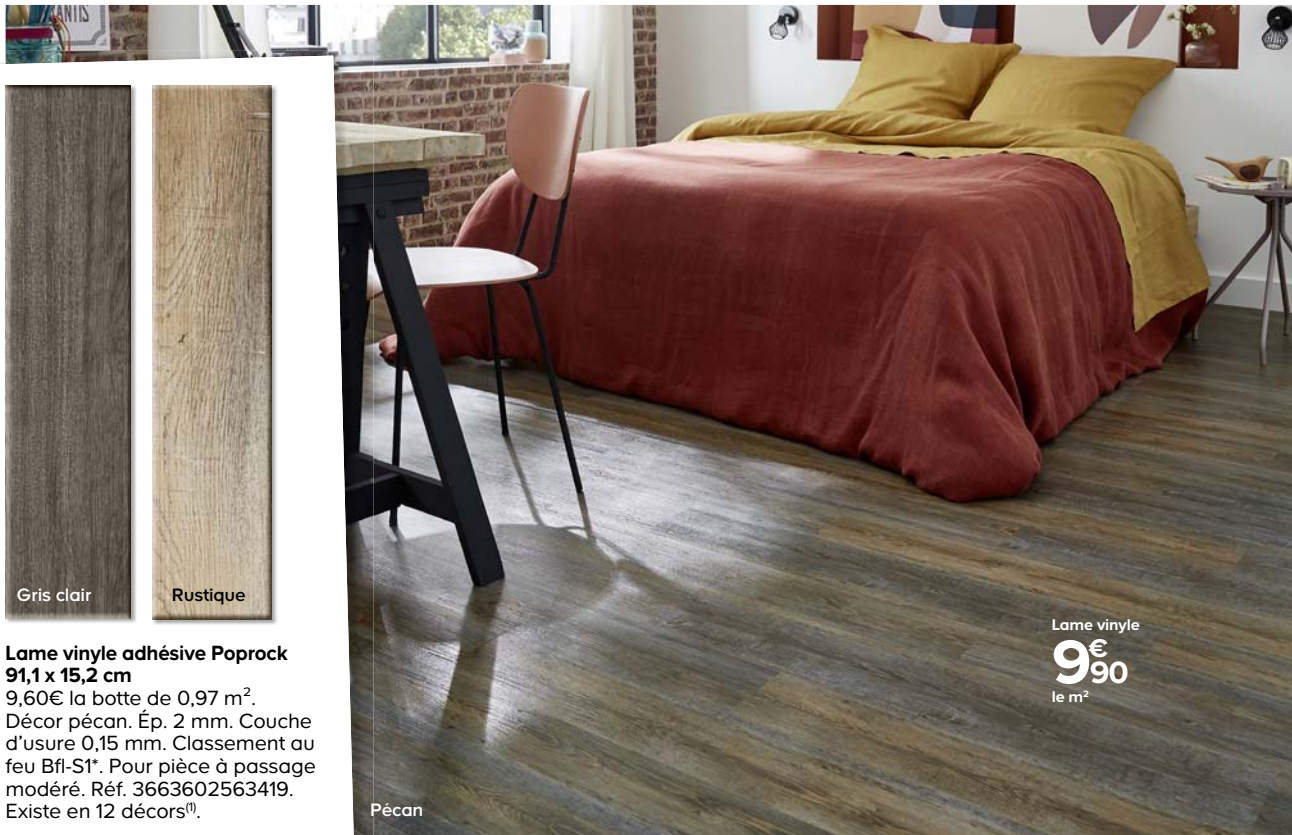 Gris clair
Rustique
Lame vinyle adhésive Poprock
91,1 x 15,2 cm
9,60€ la botte de 0,97 m².
Décor pécan. Ép. 2 mm. Couche
d'usure 0,15 mm. Classement au
feu Bfl-S1*. Pour pièce à passage
modéré. Réf. 3663602563419.
Existe en 12 décors⁽¹⁾.
Lame vinyle
9€90
le m²
Pécan